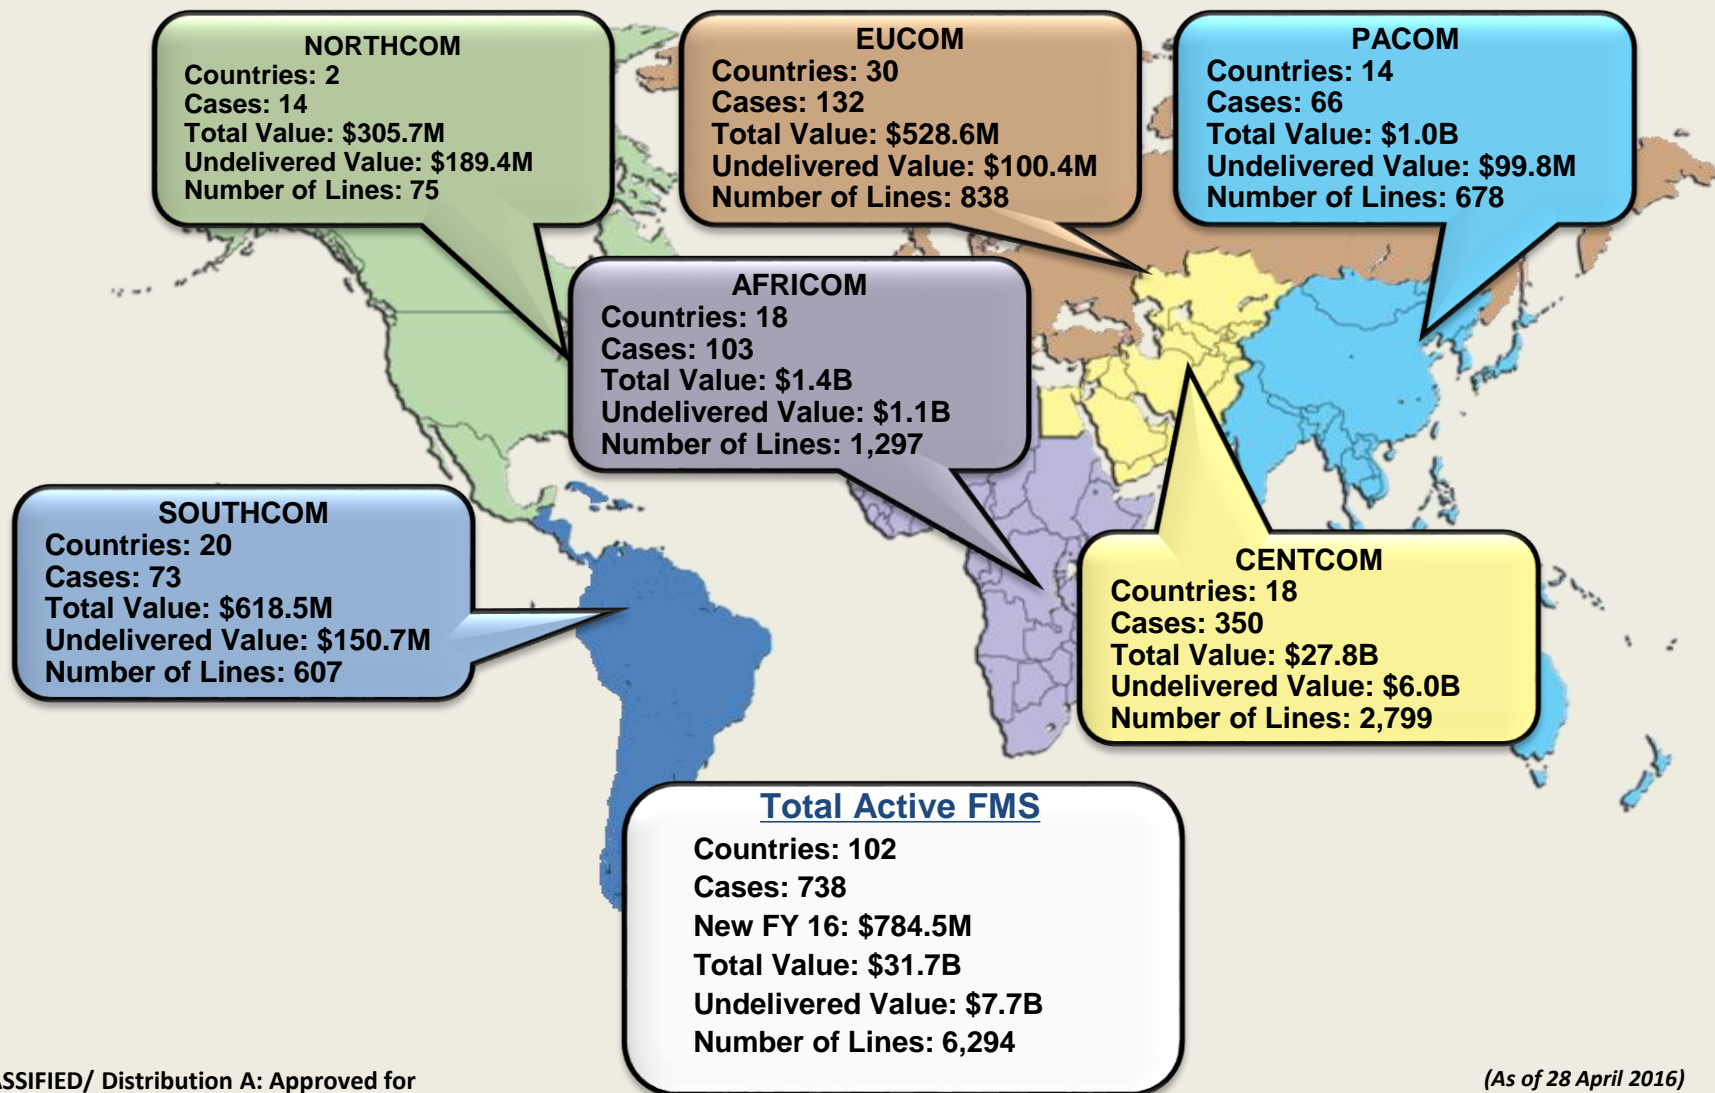 NORTHCOM
Countries: 2
Cases: 14
Total Value: $305.7M
Undelivered Value: $189.4M
Number of Lines: 75
EUCOM
Countries: 30
Cases: 132
Total Value: $528.6M
Undelivered Value: $100.4M
Number of Lines: 838
PACOM
Countries: 14
Cases: 66
Total Value: $1.0B
Undelivered Value: $99.8M
Number of Lines: 678
AFRICOM
Countries: 18
Cases: 103
Total Value: $1.4B
Undelivered Value: $1.1B
Number of Lines: 1,297
SOUTHCOM
Countries: 20
Cases: 73
Total Value: $618.5M
Undelivered Value: $150.7M
Number of Lines: 607
CENTCOM
Countries: 18
Cases: 350
Total Value: $27.8B
Undelivered Value: $6.0B
Number of Lines: 2,799
Total Active FMS
Countries: 102
Cases: 738
New FY 16: $784.5M
Total Value: $31.7B
Undelivered Value: $7.7B
Number of Lines: 6,294
ASSIFIED/ Distribution A: Approved for
(As of 28 April 2016)